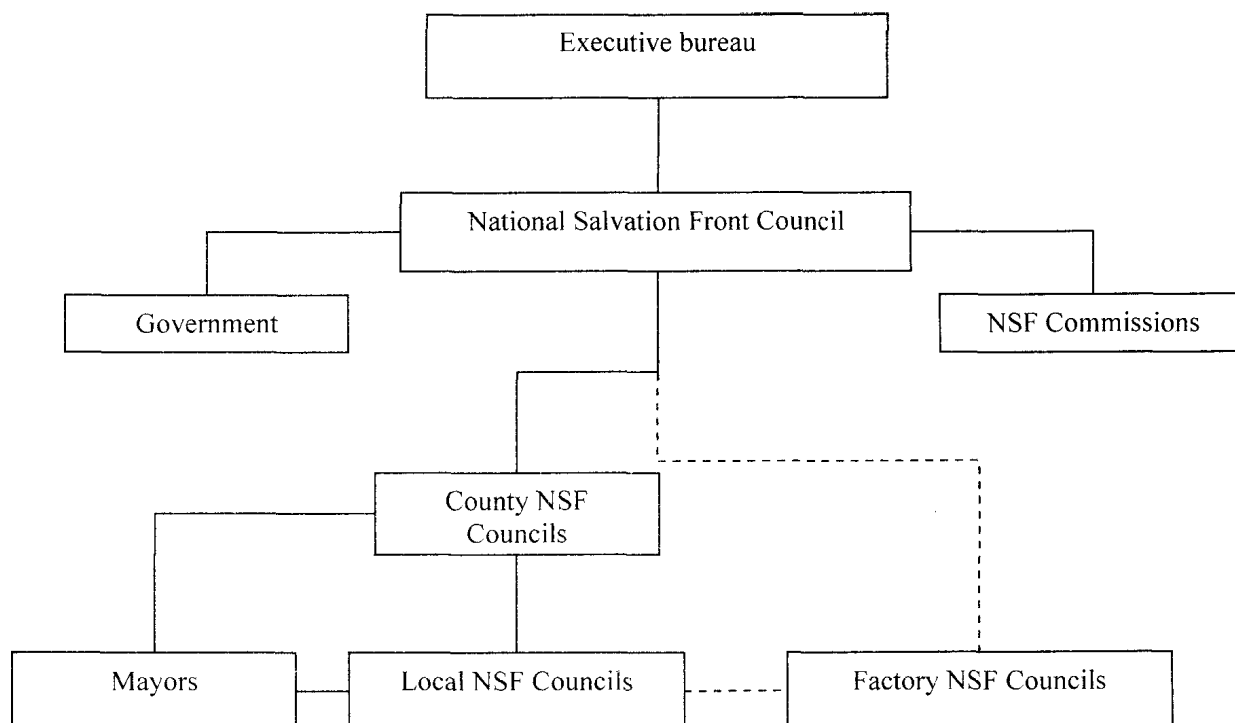 Executive bureau
National Salvation Front Council
Government
NSF Commissions
County NSF
Councils
Mayors
Local NSF Councils
Factory NSF Councils